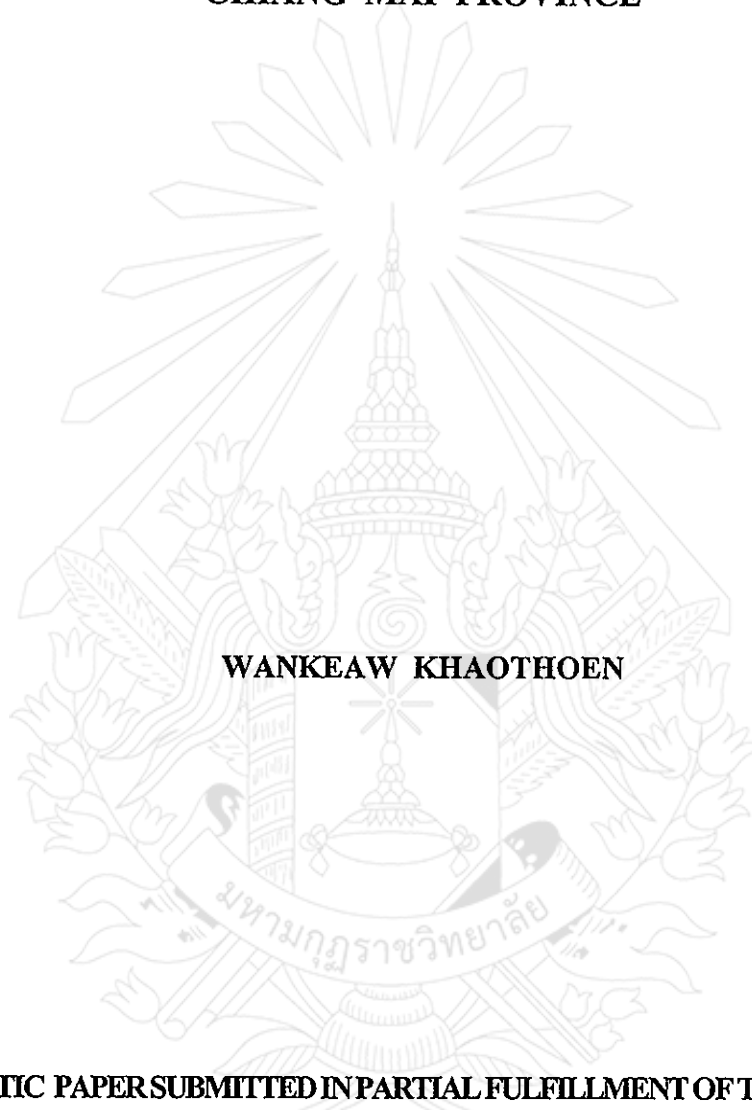 CHIANG MAI PROVINCE
WANKEAW KHAOTHOEN
มหามกุฏราชวิทยาลัย
PAPER SUBMITTED IN PARTIAL FULFILLMENT OF